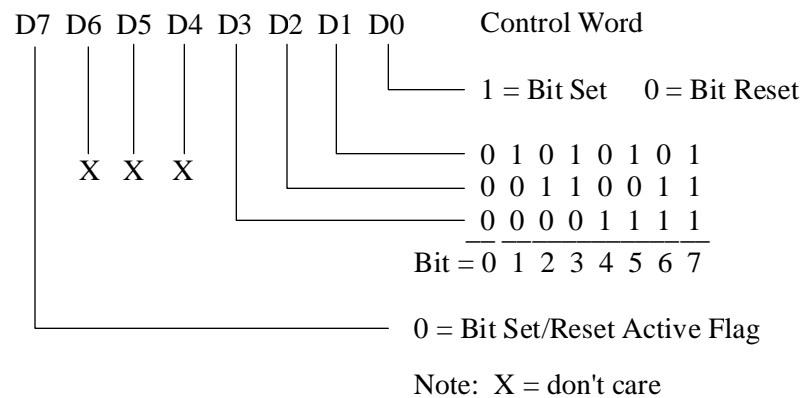 D7 D6 D5 D4 D3 D2 D1 D0 Control Word
1 = Bit Set 0 = Bit Reset
0 1 0 1 0 1 0 1
X X X
0 0 1 1 0 0 1 1
0 0 0 0 1 1 1 1
Bit = 0 1 2 3 4 5 6 7
0 = Bit Set/Reset Active Flag
Note: X = don't care